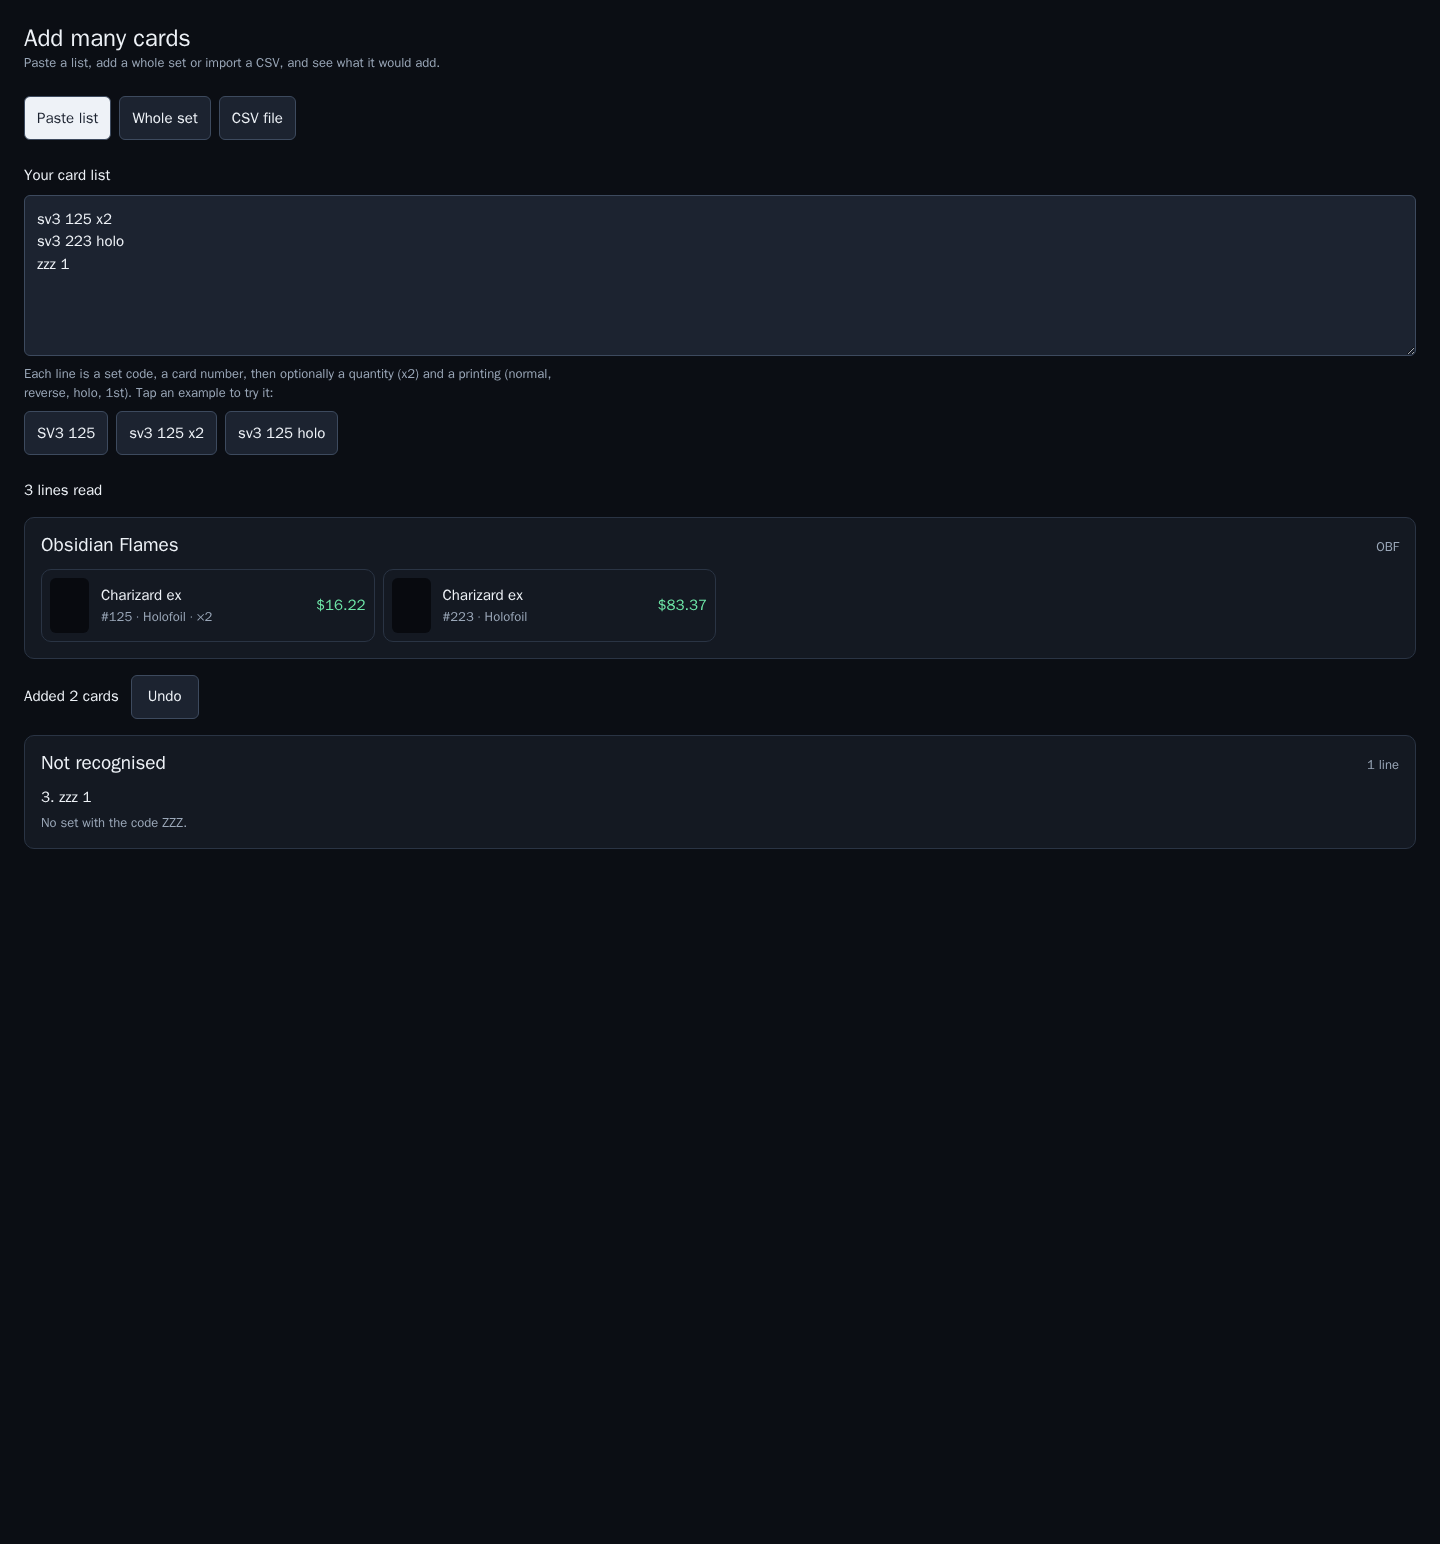 Add many cards
Paste a list, add a whole set or import a CSV, and see what it would add.
Paste list
Whole set
CSV file
Your card list
sv3 125 x2
sv3 223 holo
zzz 1
Each line is a set code, a card number, then optionally a quantity (x2) and a printing (normal,
reverse, holo, 1st). Tap an example to try it:
SV3 125
sv3 125 x2
sv3 125 holo
3 lines read
Obsidian Flames
OBF
Charizard ex
#125 · Holofoil · ×2
$16.22
Charizard ex
#223 · Holofoil
$83.37
Added 2 cards
Undo
Not recognised
1 line
3. zzz 1
No set with the code ZZZ.